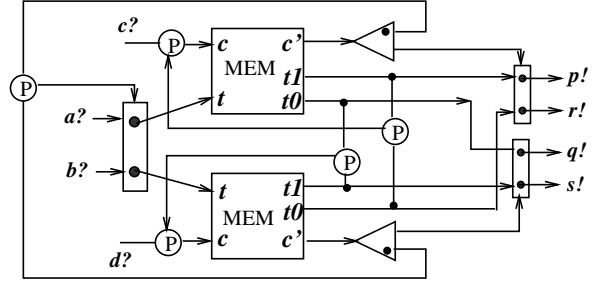 c? P c c'
MEM
t1 p!
P t t0 r!
a? P
b? P q!
t t1 s!
MEM t0
P c c'
d?